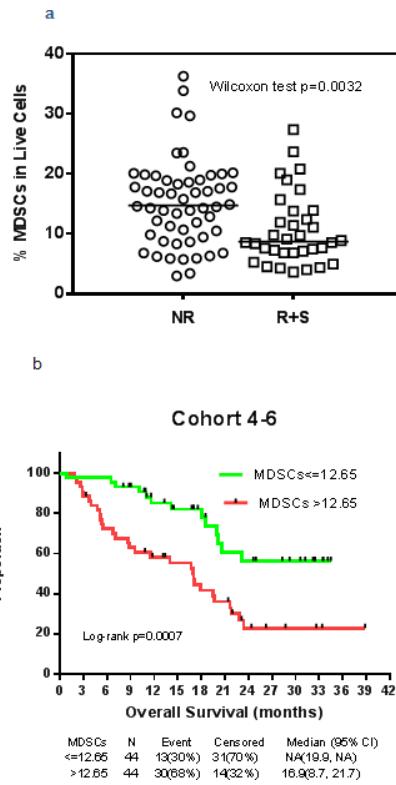 a
% MDSCs in Live Cells
40
30
20
10
0
Wilcoxon test p=0.0032
NR R+S
b
Cohort 4-6
100
80
60
40
20
0
MDSCs<=12.65
MDSCs >12.65
Log-rank p=0.0007
0 3 6 9 12 15 18 21 24 27 30 33 36 39 42
Overall Survival (months)
MDSCs N Event Censored Median (95% CI)
<=12.65 44 13(30%) 31(70%) NA(19.9, NA)
>12.65 44 30(68%) 14(32%) 16.9(8.7, 21.7)